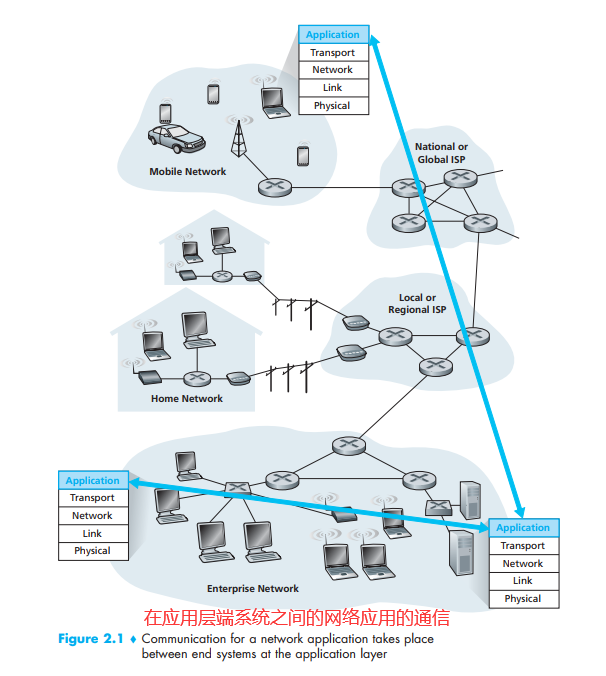 Application
Transport
Network
Link
Physical
Mobile Network
National or
Global ISP
Local or
Regional ISP
Home Network
Application
Transport
Network
Link
Physical
Application
Transport
Network
Link
Physical
Enterprise Network
在应用层端系统之间的网络应用的通信
Figure 2.1 ♦ Communication for a network application takes place
between end systems at the application layer